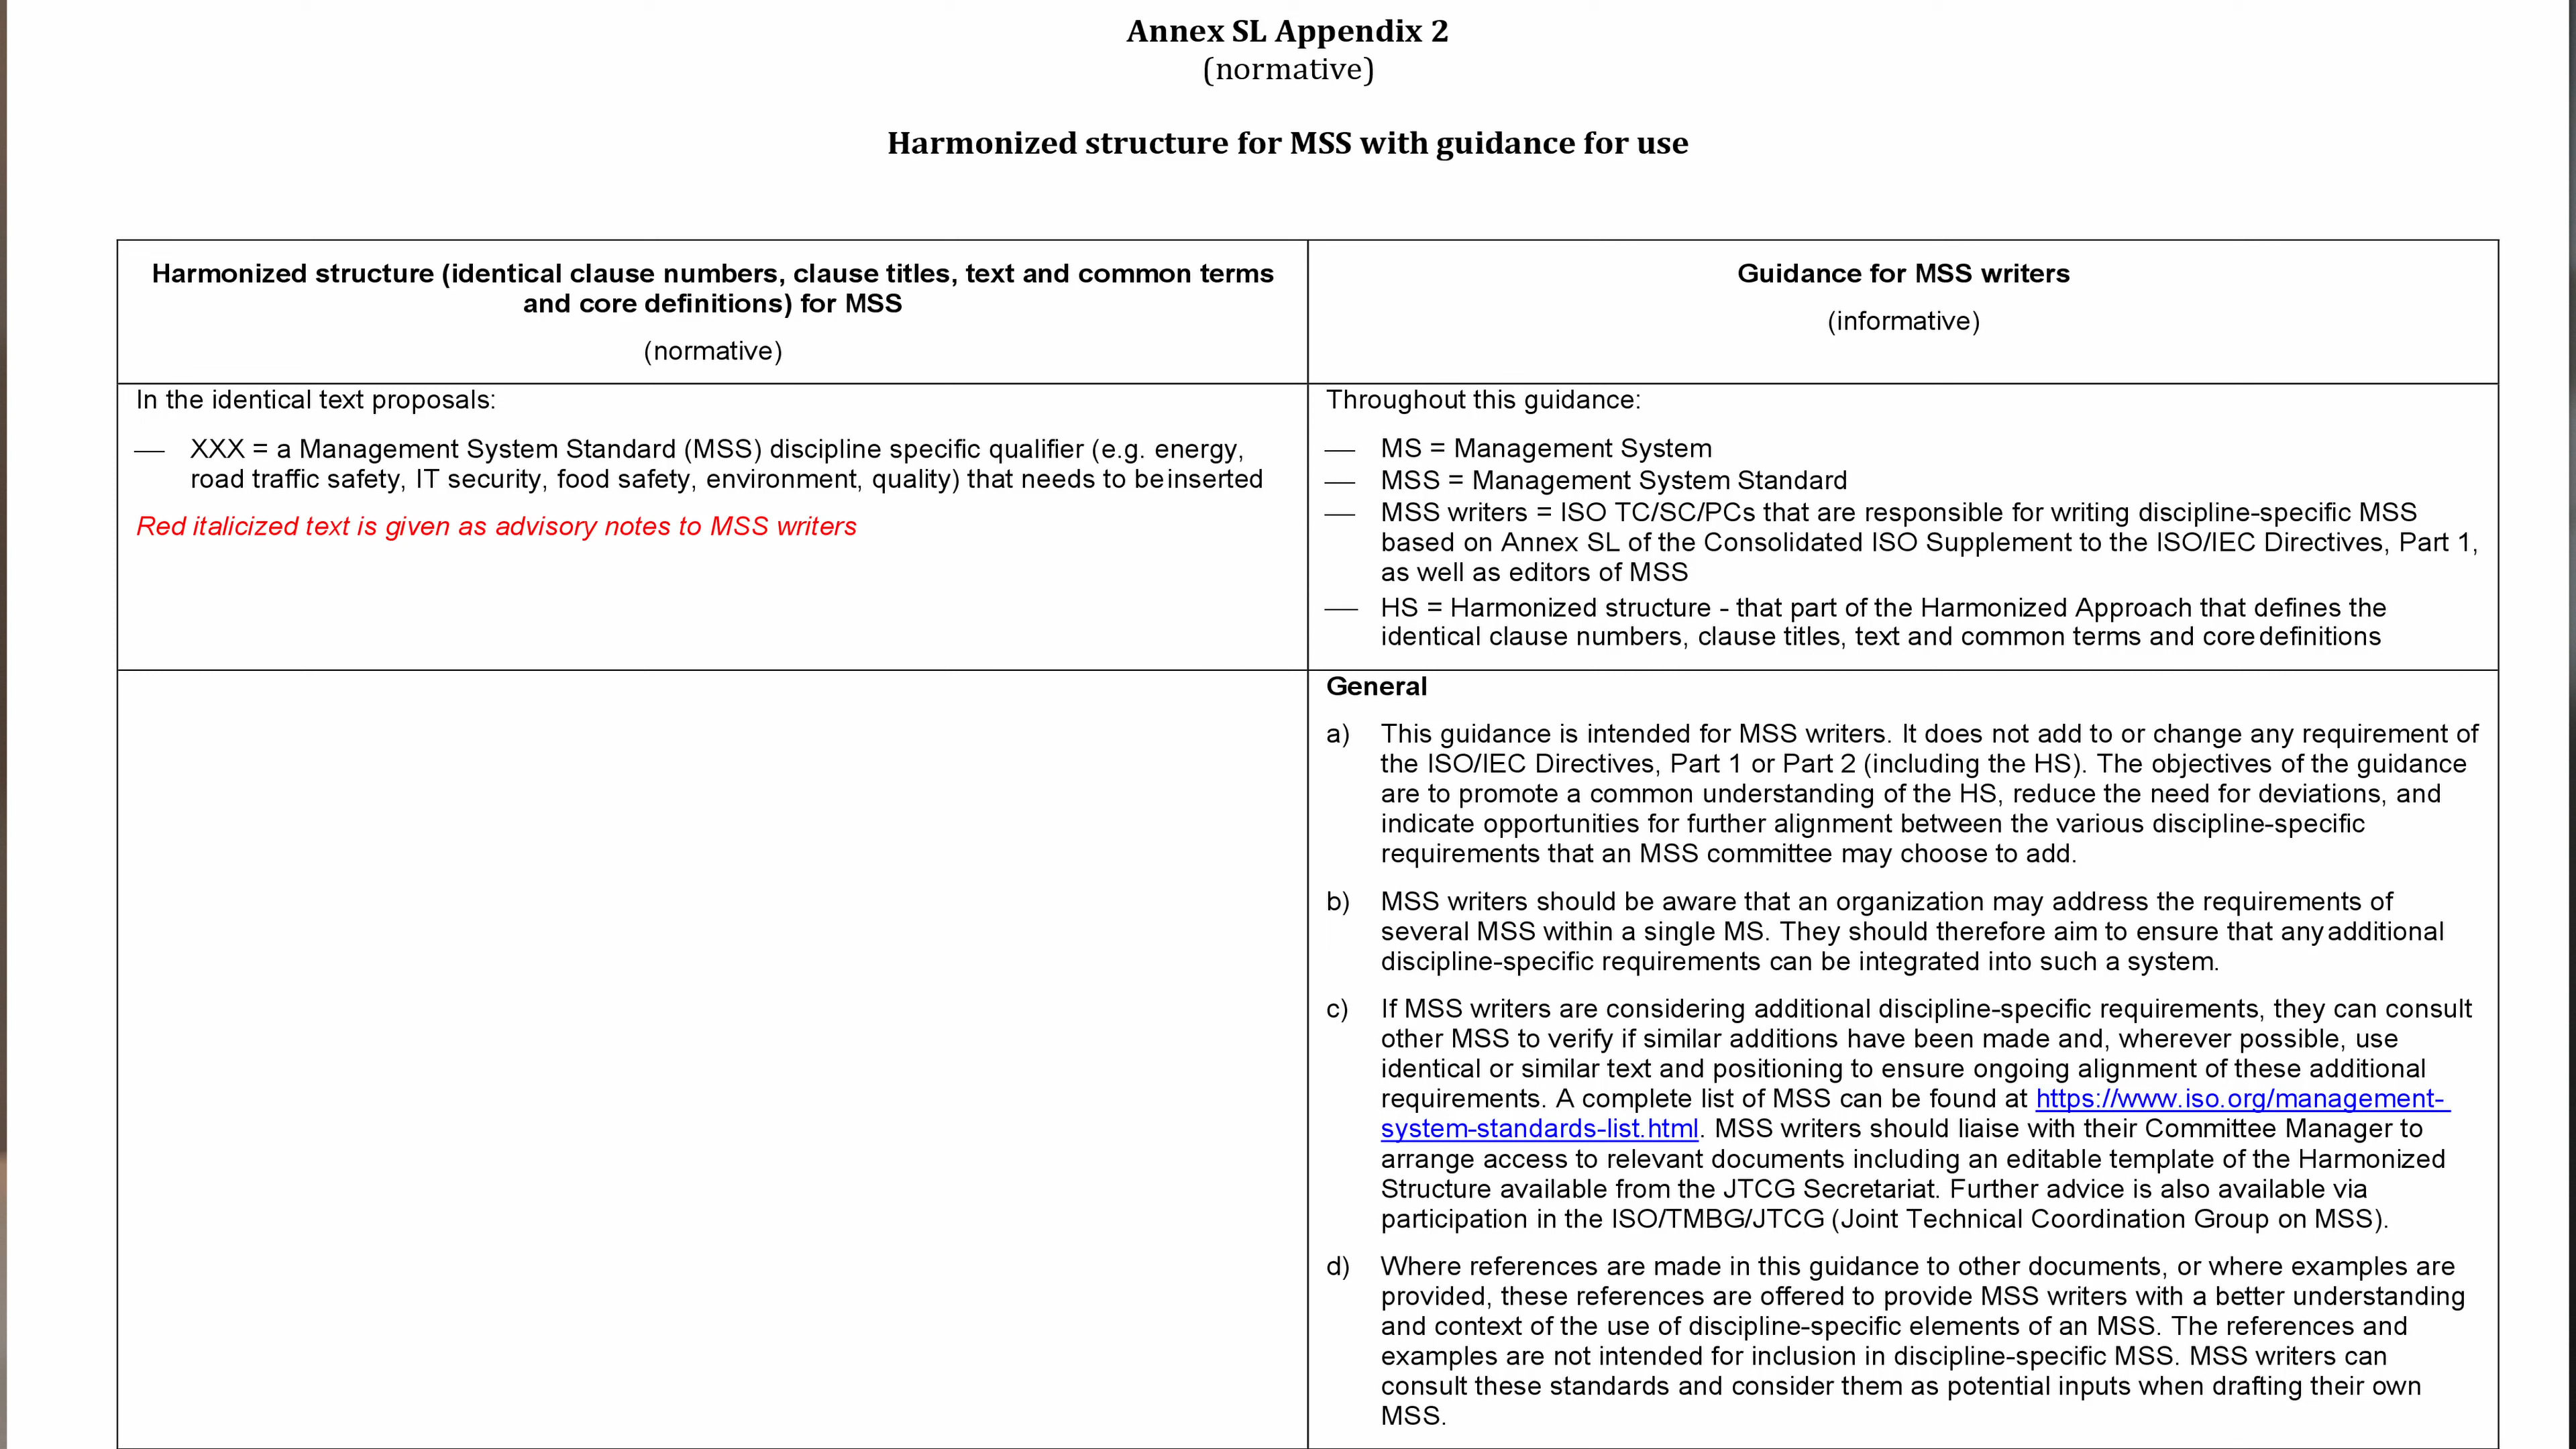 Annex SL Appendix 2
(normative)
Harmonized structure for MSS with guidance for use
Harmonized structure (identical clause numbers, clause titles, text and common terms
and core definitions) for MSS
(normative)
Guidance for MSS writers
(informative)
In the identical text proposals:
— XXX = a Management System Standard (MSS) discipline specific qualifier (e.g. energy,
road traffic safety, IT security, food safety, environment, quality) that needs to be inserted
Red italicized text is given as advisory notes to MSS writers
Throughout this guidance:
— MS = Management System
— MSS = Management System Standard
— MSS writers = ISO TC/SC/PCs that are responsible for writing discipline-specific MSS
based on Annex SL of the Consolidated ISO Supplement to the ISO/IEC Directives, Part 1,
as well as editors of MSS
— HS = Harmonized structure - that part of the Harmonized Approach that defines the
identical clause numbers, clause titles, text and common terms and core definitions
General
a) This guidance is intended for MSS writers. It does not add to or change any requirement of
the ISO/IEC Directives, Part 1 or Part 2 (including the HS). The objectives of the guidance
are to promote a common understanding of the HS, reduce the need for deviations, and
indicate opportunities for further alignment between the various discipline-specific
requirements that an MSS committee may choose to add.
b) MSS writers should be aware that an organization may address the requirements of
several MSS within a single MS. They should therefore aim to ensure that any additional
discipline-specific requirements can be integrated into such a system.
c) If MSS writers are considering additional discipline-specific requirements, they can consult
other MSS to verify if similar additions have been made and, wherever possible, use
identical or similar text and positioning to ensure ongoing alignment of these additional
requirements. A complete list of MSS can be found at https://www.iso.org/management-
system-standards-list.html. MSS writers should liaise with their Committee Manager to
arrange access to relevant documents including an editable template of the Harmonized
Structure available from the JTCG Secretariat. Further advice is also available via
participation in the ISO/TMBG/JTCG (Joint Technical Coordination Group on MSS).
d) Where references are made in this guidance to other documents, or where examples are
provided, these references are offered to provide MSS writers with a better understanding
and context of the use of discipline-specific elements of an MSS. The references and
examples are not intended for inclusion in discipline-specific MSS. MSS writers can
consult these standards and consider them as potential inputs when drafting their own
MSS.